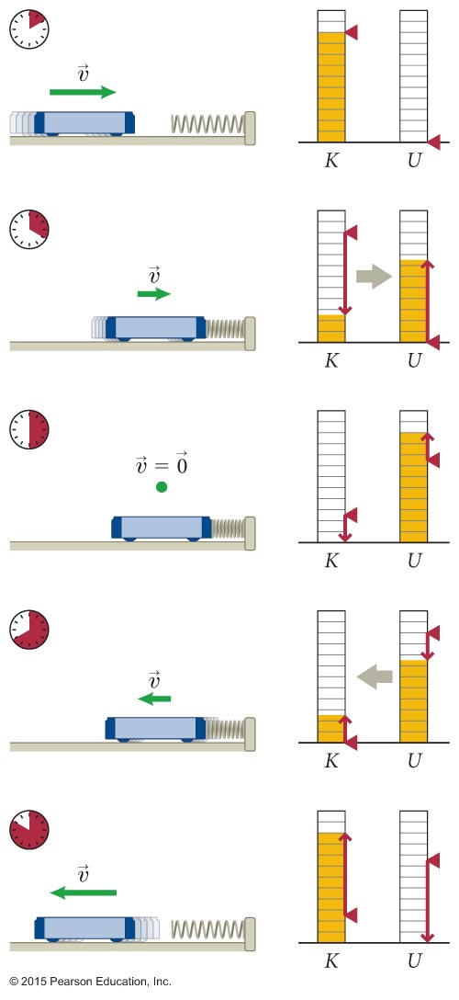 v⃗
K U
v⃗
K U
v⃗ = 0⃗
K U
v⃗
K U
v⃗
K U
© 2015 Pearson Education, Inc.